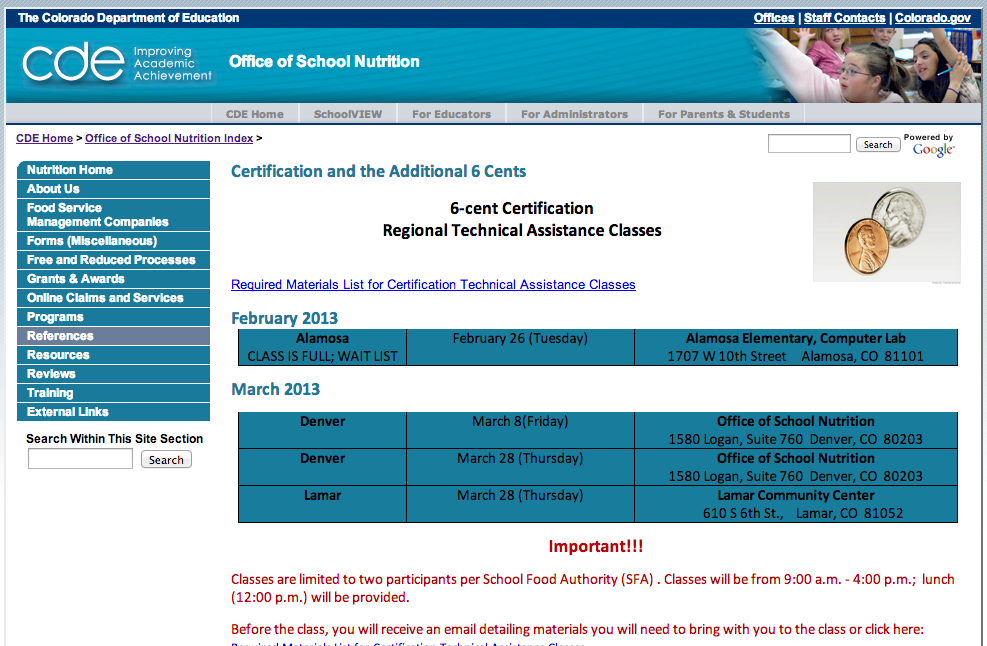 The Colorado Department of Education
Offices | Staff Contacts | Colorado.gov
cde Improving Academic Achievement
Office of School Nutrition
CDE Home SchoolVIEW For Educators For Administrators For Parents & Students
CDE Home > Office of School Nutrition Index >
Search
Powered by
Google
Nutrition Home
About Us
Food Service
Management Companies
Forms (Miscellaneous)
Free and Reduced Processes
Grants & Awards
Online Claims and Services
Programs
References
Resources
Reviews
Training
External Links
Search Within This Site Section
Search
Certification and the Additional 6 Cents
6-cent Certification
Regional Technical Assistance Classes
Required Materials List for Certification Technical Assistance Classes
February 2013
Alamosa February 26 (Tuesday) Alamosa Elementary, Computer Lab
CLASS IS FULL; WAIT LIST 1707 W 10th Street Alamosa, CO 81101
March 2013
Denver March 8(Friday) Office of School Nutrition
1580 Logan, Suite 760 Denver, CO 80203
Denver March 28 (Thursday) Office of School Nutrition
1580 Logan, Suite 760 Denver, CO 80203
Lamar March 28 (Thursday) Lamar Community Center
610 S 6th St., Lamar, CO 81052
Important!!!
Classes are limited to two participants per School Food Authority (SFA) . Classes will be from 9:00 a.m. - 4:00 p.m.; lunch
(12:00 p.m.) will be provided.
Before the class, you will receive an email detailing materials you will need to bring with you to the class or click here:
Required Materials List for Certification Technical Assistance Classes